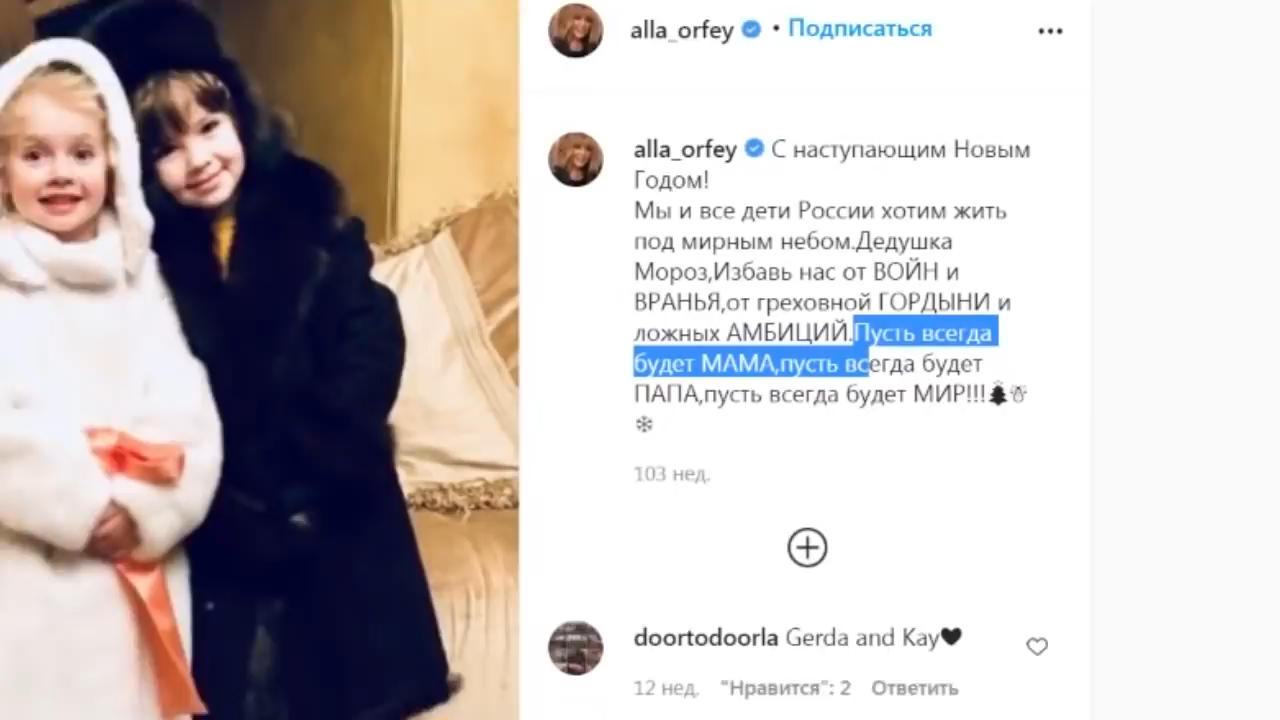 alla_orfey • Подписаться
alla_orfey С наступающим Новым
Годом!
Мы и все дети России хотим жить
под мирным небом.Дедушка
Мороз,Избавь нас от ВОЙН и
ВРАНЬЯ,от греховной ГОРДЫНИ и
ложных АМБИЦИЙ.Пусть всегда
будет МАМА,пусть всегда будет
ПАПА,пусть всегда будет МИР!!!🌲☃
❄
103 нед.
doortodoorla Gerda and Kay🖤
12 нед. "Нравится": 2 Ответить